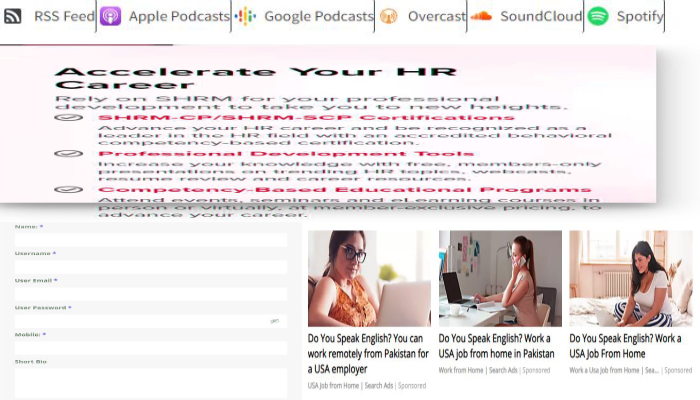 RSS Feed Apple Podcasts Google Podcasts Overcast SoundCloud Spotify
Accelerate Your HR
Career
Rely on SHRM for your professional
development to take you to new heights.
SHRM-CP/SHRM-SCP Certifications
Advance your HR career and be recognized as a
leader in the HR field with an accredited behavioral
competency-based certification.
Professional Development Tools
Increase your knowledge with free, members-only
presentations on trending HR topics, webcasts,
resume review and career resources.
Competency-Based Educational Programs
Attend events, seminars and eLearning courses in
person or virtually, at member-exclusive pricing, to
advance your career.
Name: *
Username *
User Email *
User Password *
Mobile: *
Short Bio
Do You Speak English? You can
work remotely from Pakistan for
a USA employer
USA Job from Home | Search Ads | Sponsored
Do You Speak English? Work a
USA job from home in Pakistan
Work from Home | Search Ads | Sponsored
Do You Speak English? Work a
USA Job From Home
Work a Usa Job from Home | Sea... | Sponsored